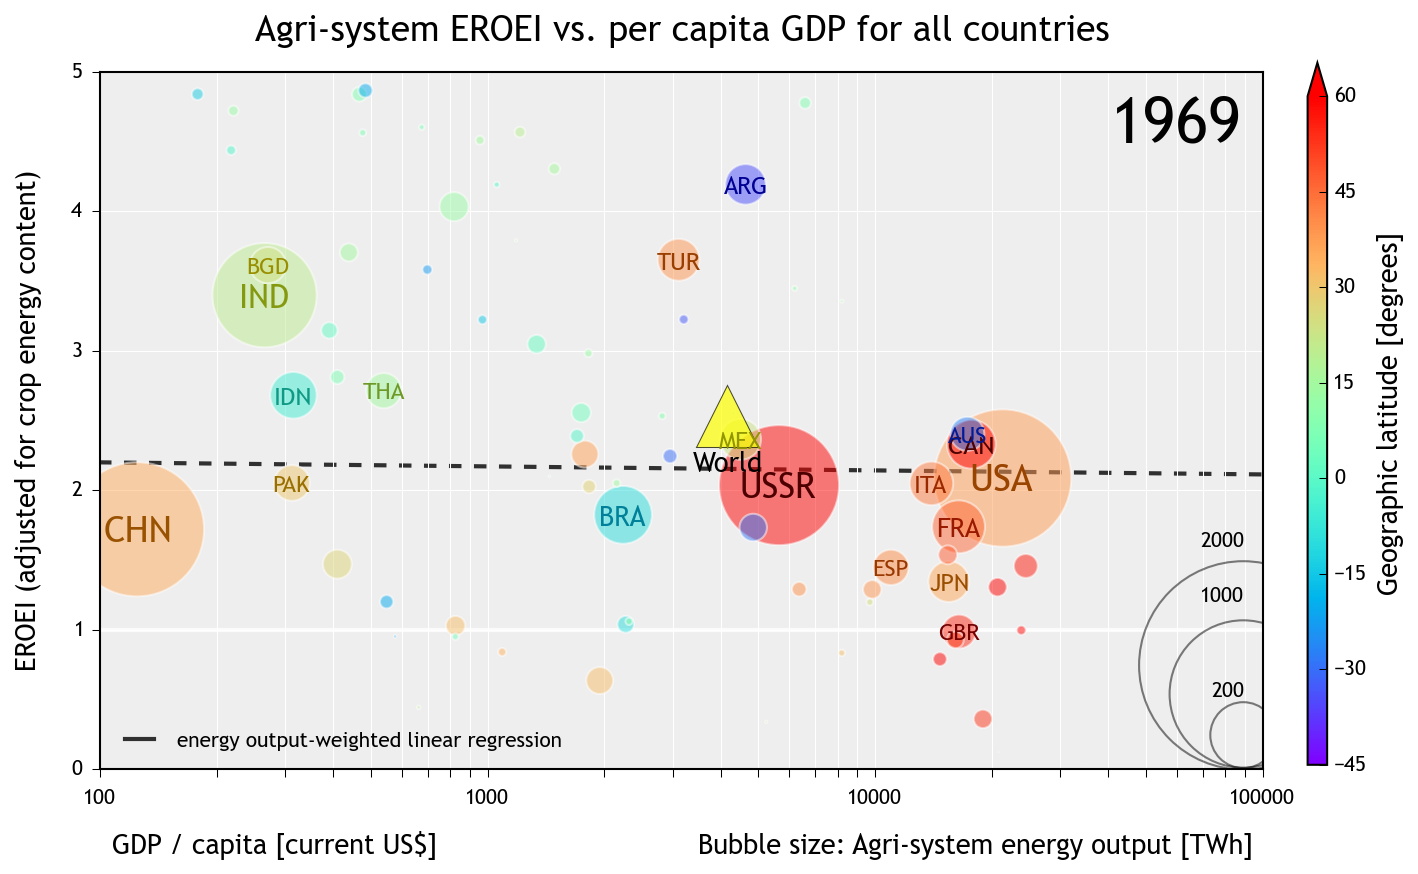 Agri-system EROEI vs. per capita GDP for all countries
1969
EROEI (adjusted for crop energy content)
5
4
3
2
1
0
ARG
TUR
BGD
IND
IDN
THA
MEX
World
AUS
CAN
USA
USSR
ITA
PAK
BRA
CHN
FRA
ESP
JPN
GBR
2000
1000
200
energy output-weighted linear regression
100
1000
10000
100000
GDP / capita [current US$]
Bubble size: Agri-system energy output [TWh]
60
45
30
15
0
−15
−30
−45
Geographic latitude [degrees]